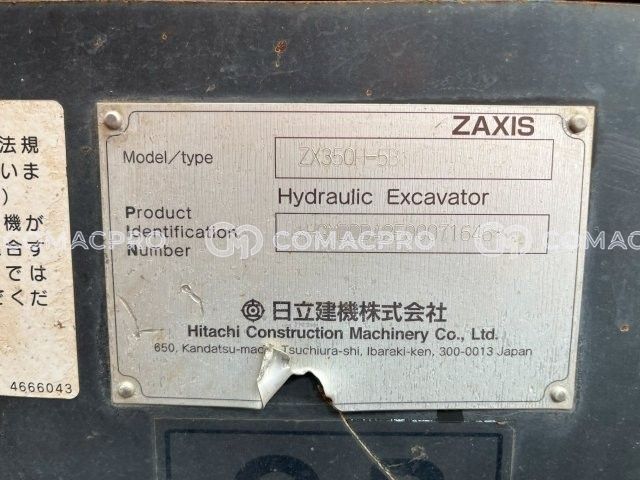 法規
いま
)
機が
合す
では
くだ
4666043
ZAXIS
Model/type
ZX350H-5B
Hydraulic Excavator
Product
Identification
Number
日立建機株式会社
Hitachi Construction Machinery Co., Ltd.
650, Kandatsu-machi, Tsuchiura-shi, Ibaraki-ken, 300-0013 Japan
COMACPRO
COMACPRO
COMACPRO
COMACPRO